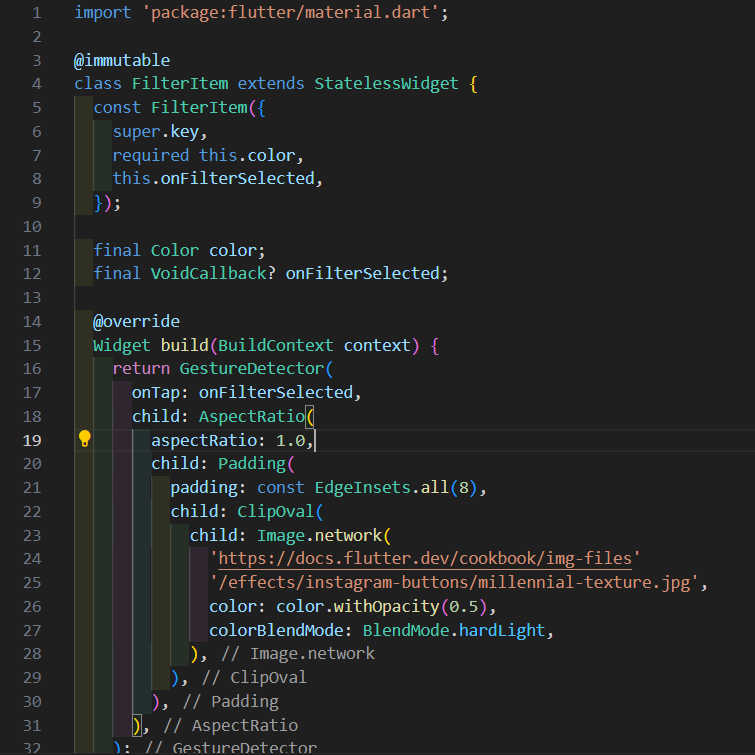 1 import 'package:flutter/material.dart';
2
3 @immutable
4 class FilterItem extends StatelessWidget {
5   const FilterItem({
6     super.key,
7     required this.color,
8     this.onFilterSelected,
9   });
10
11   final Color color;
12   final VoidCallback? onFilterSelected;
13
14   @override
15   Widget build(BuildContext context) {
16     return GestureDetector(
17       onTap: onFilterSelected,
18       child: AspectRatio(
19         aspectRatio: 1.0,
20         child: Padding(
21           padding: const EdgeInsets.all(8),
22           child: ClipOval(
23             child: Image.network(
24               'https://docs.flutter.dev/cookbook/img-files'
25               '/effects/instagram-buttons/millennial-texture.jpg',
26               color: color.withOpacity(0.5),
27               colorBlendMode: BlendMode.hardLight,
28             ), // Image.network
29           ), // ClipOval
30         ), // Padding
31       ), // AspectRatio
32     ); // GestureDetector